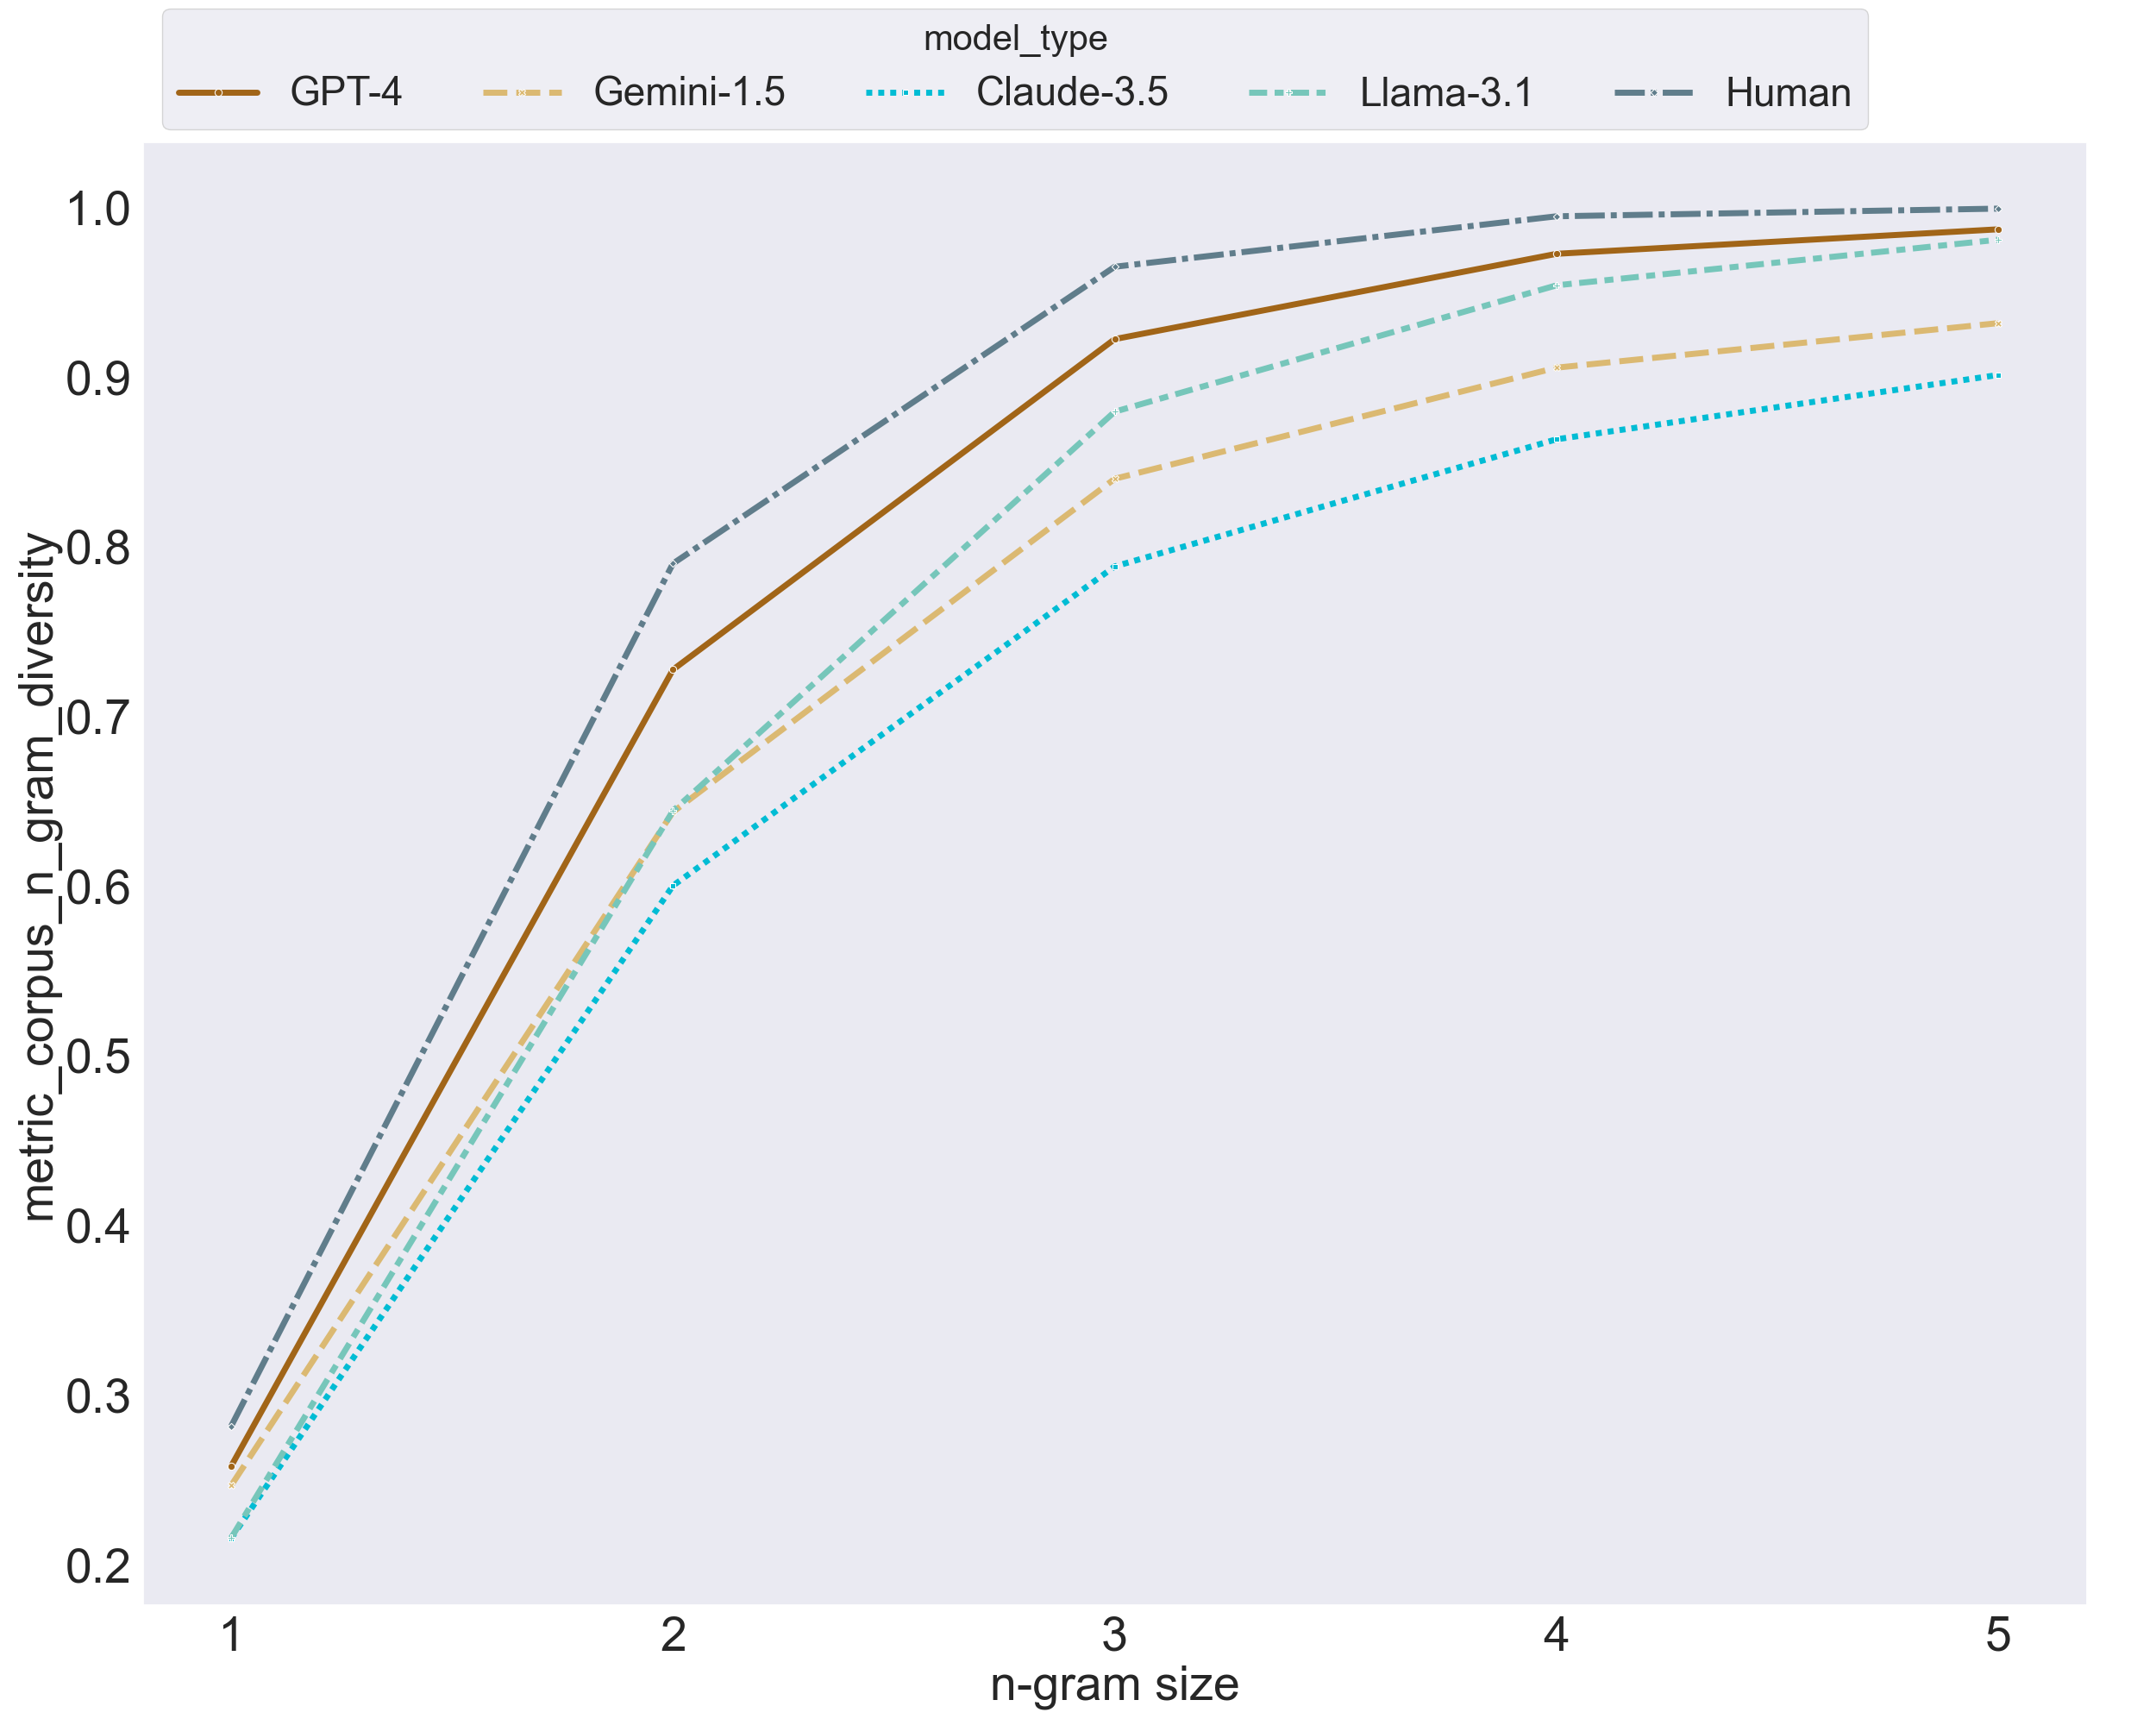 model_type
GPT-4 Gemini-1.5 Claude-3.5 Llama-3.1 Human
metric_corpus_n_gram_diversity
1.0
0.9
0.8
0.7
0.6
0.5
0.4
0.3
0.2
1 2 3 4 5
n-gram size